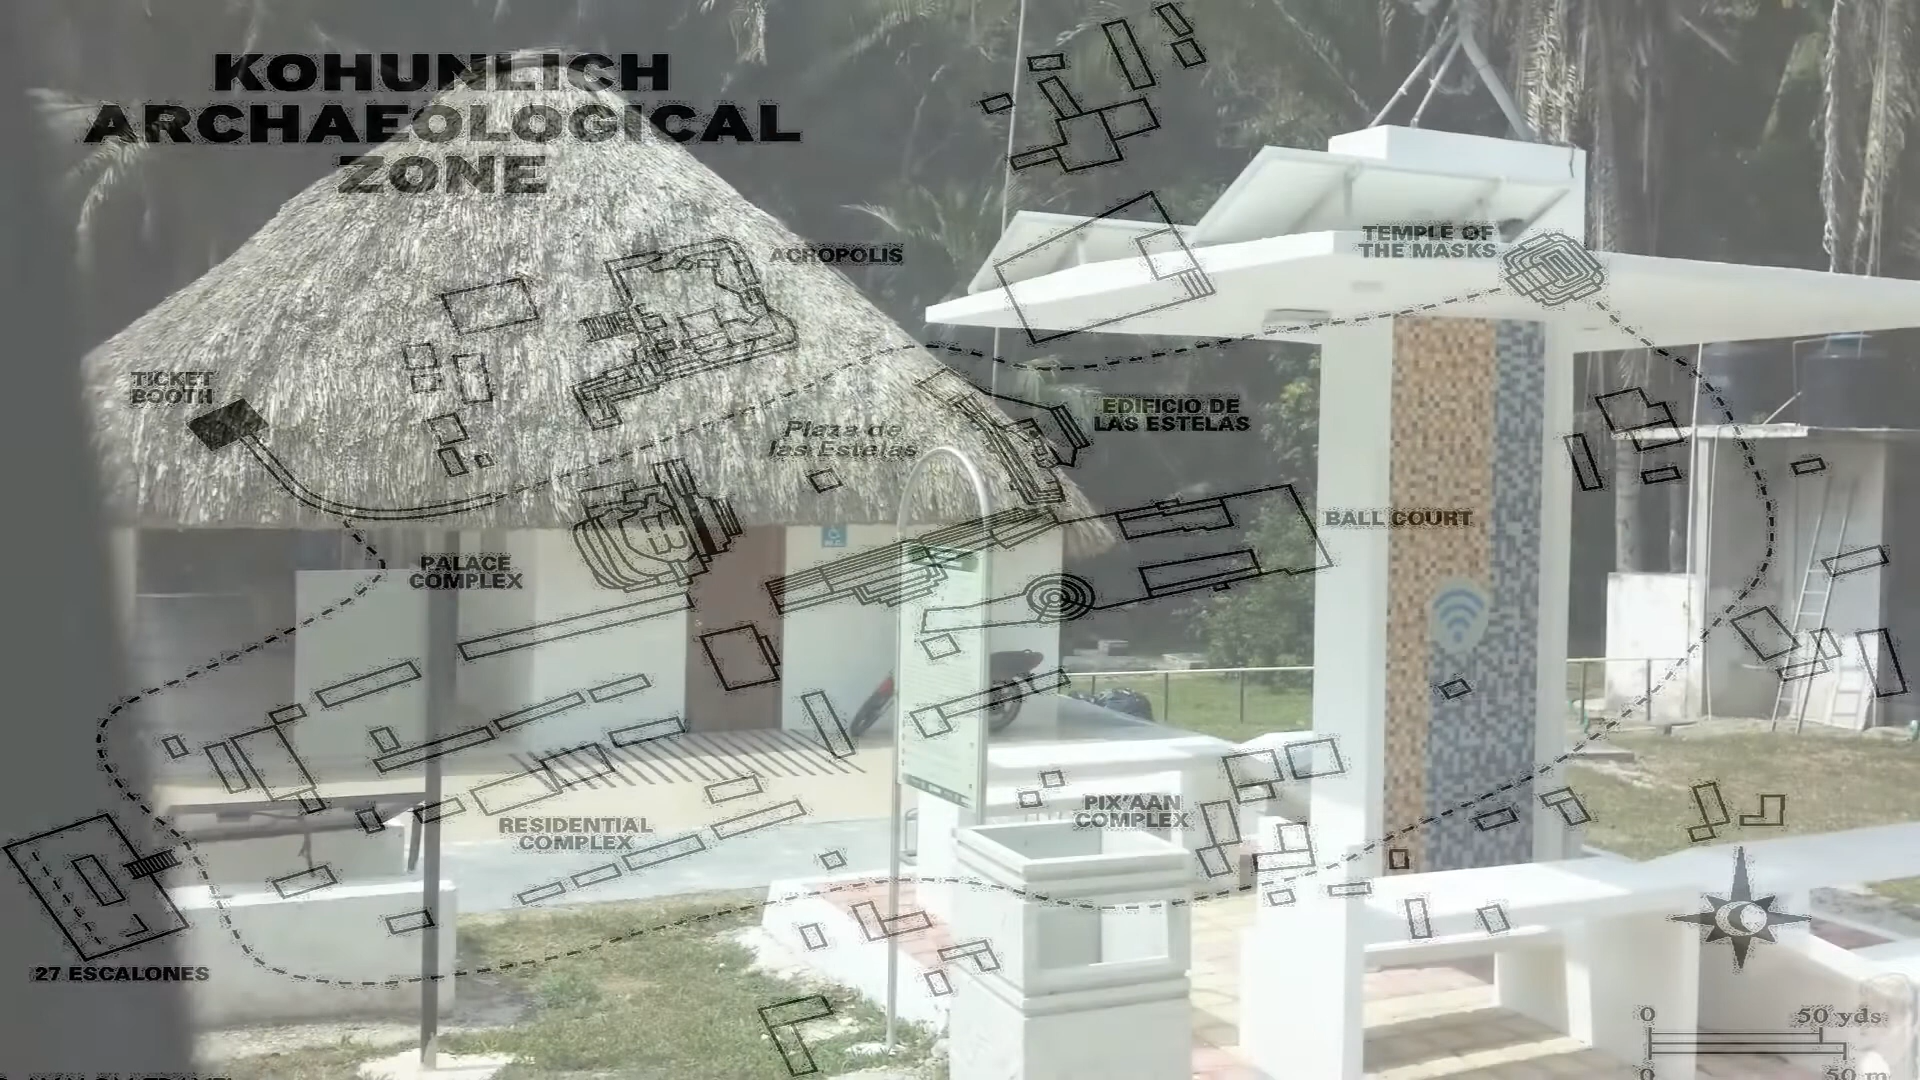 KOHUNLICH
ARCHAEOLOGICAL
ZONE
TEMPLE OF
THE MASKS
ACROPOLIS
TICKET
BOOTH
EDIFICIO DE
LAS ESTELAS
Plaza de
las Estelas
BALL COURT
PALACE
COMPLEX
PIX'AAN
COMPLEX
RESIDENTIAL
COMPLEX
27 ESCALONES
0 50 yds
0 50 m